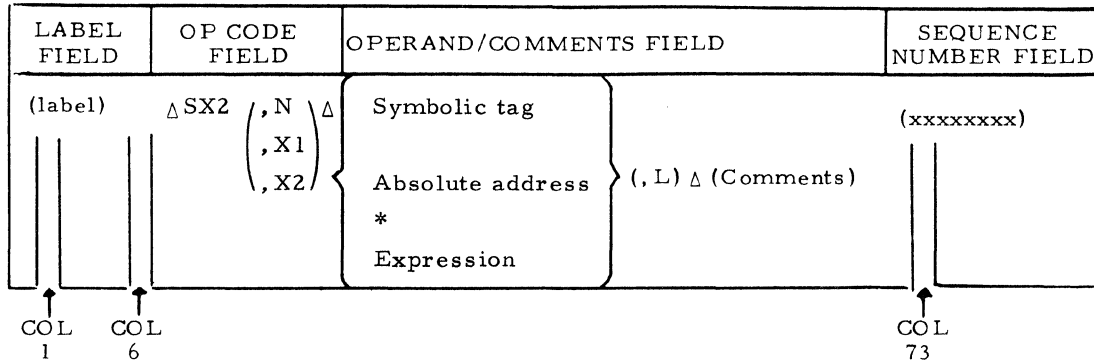 LABEL FIELD
OP CODE FIELD
OPERAND/COMMENTS FIELD
SEQUENCE NUMBER FIELD
(label) Δ SX2 (, N) Δ Symbolic tag (xxxxxxxx)
, X1
, X2 Absolute address (, L) Δ (Comments)
*
Expression
COL 1
COL 6
COL 73